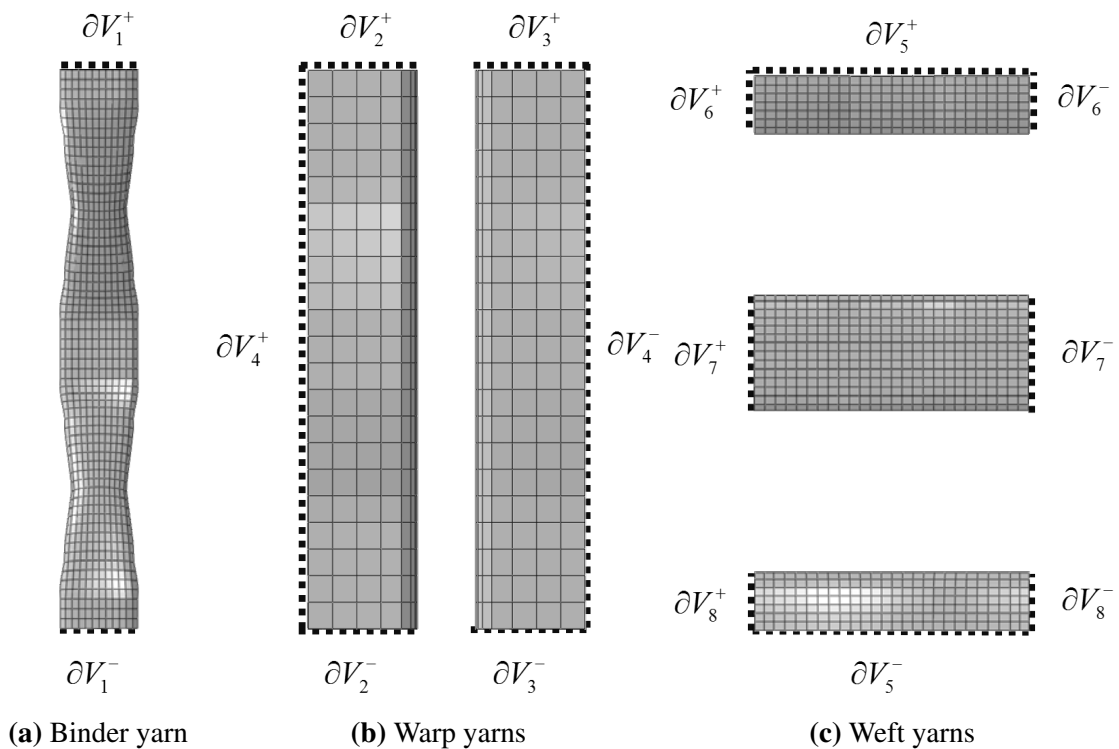 ∂V₁⁺ ∂V₂⁺ ∂V₃⁺ ∂V₅⁺
∂V₆⁺ ∂V₆⁻
∂V₄⁺ ∂V₄⁻ ∂V₇⁺ ∂V₇⁻
∂V₈⁺ ∂V₈⁻
∂V₁⁻ ∂V₂⁻ ∂V₃⁻ ∂V₅⁻
(a) Binder yarn (b) Warp yarns (c) Weft yarns